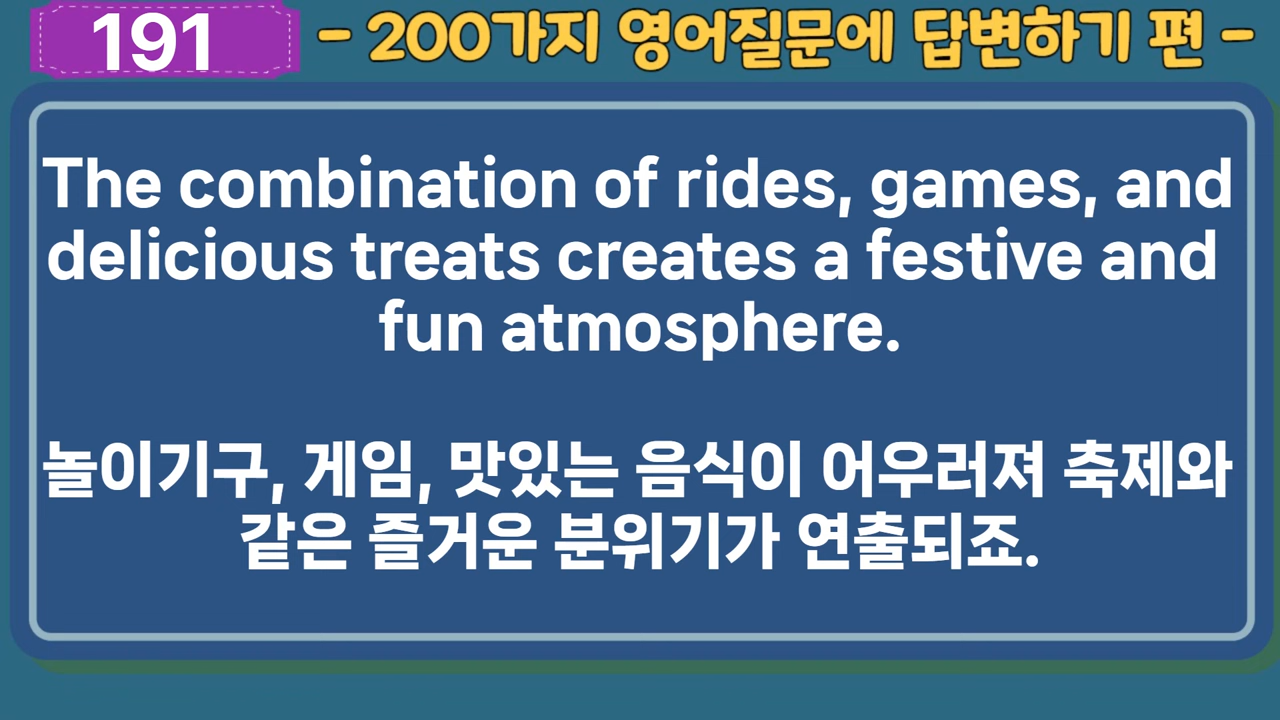 191
- 200가지 영어질문에 답변하기 편 -
The combination of rides, games, and
delicious treats creates a festive and
fun atmosphere.
놀이기구, 게임, 맛있는 음식이 어우러져 축제와
같은 즐거운 분위기가 연출되죠.